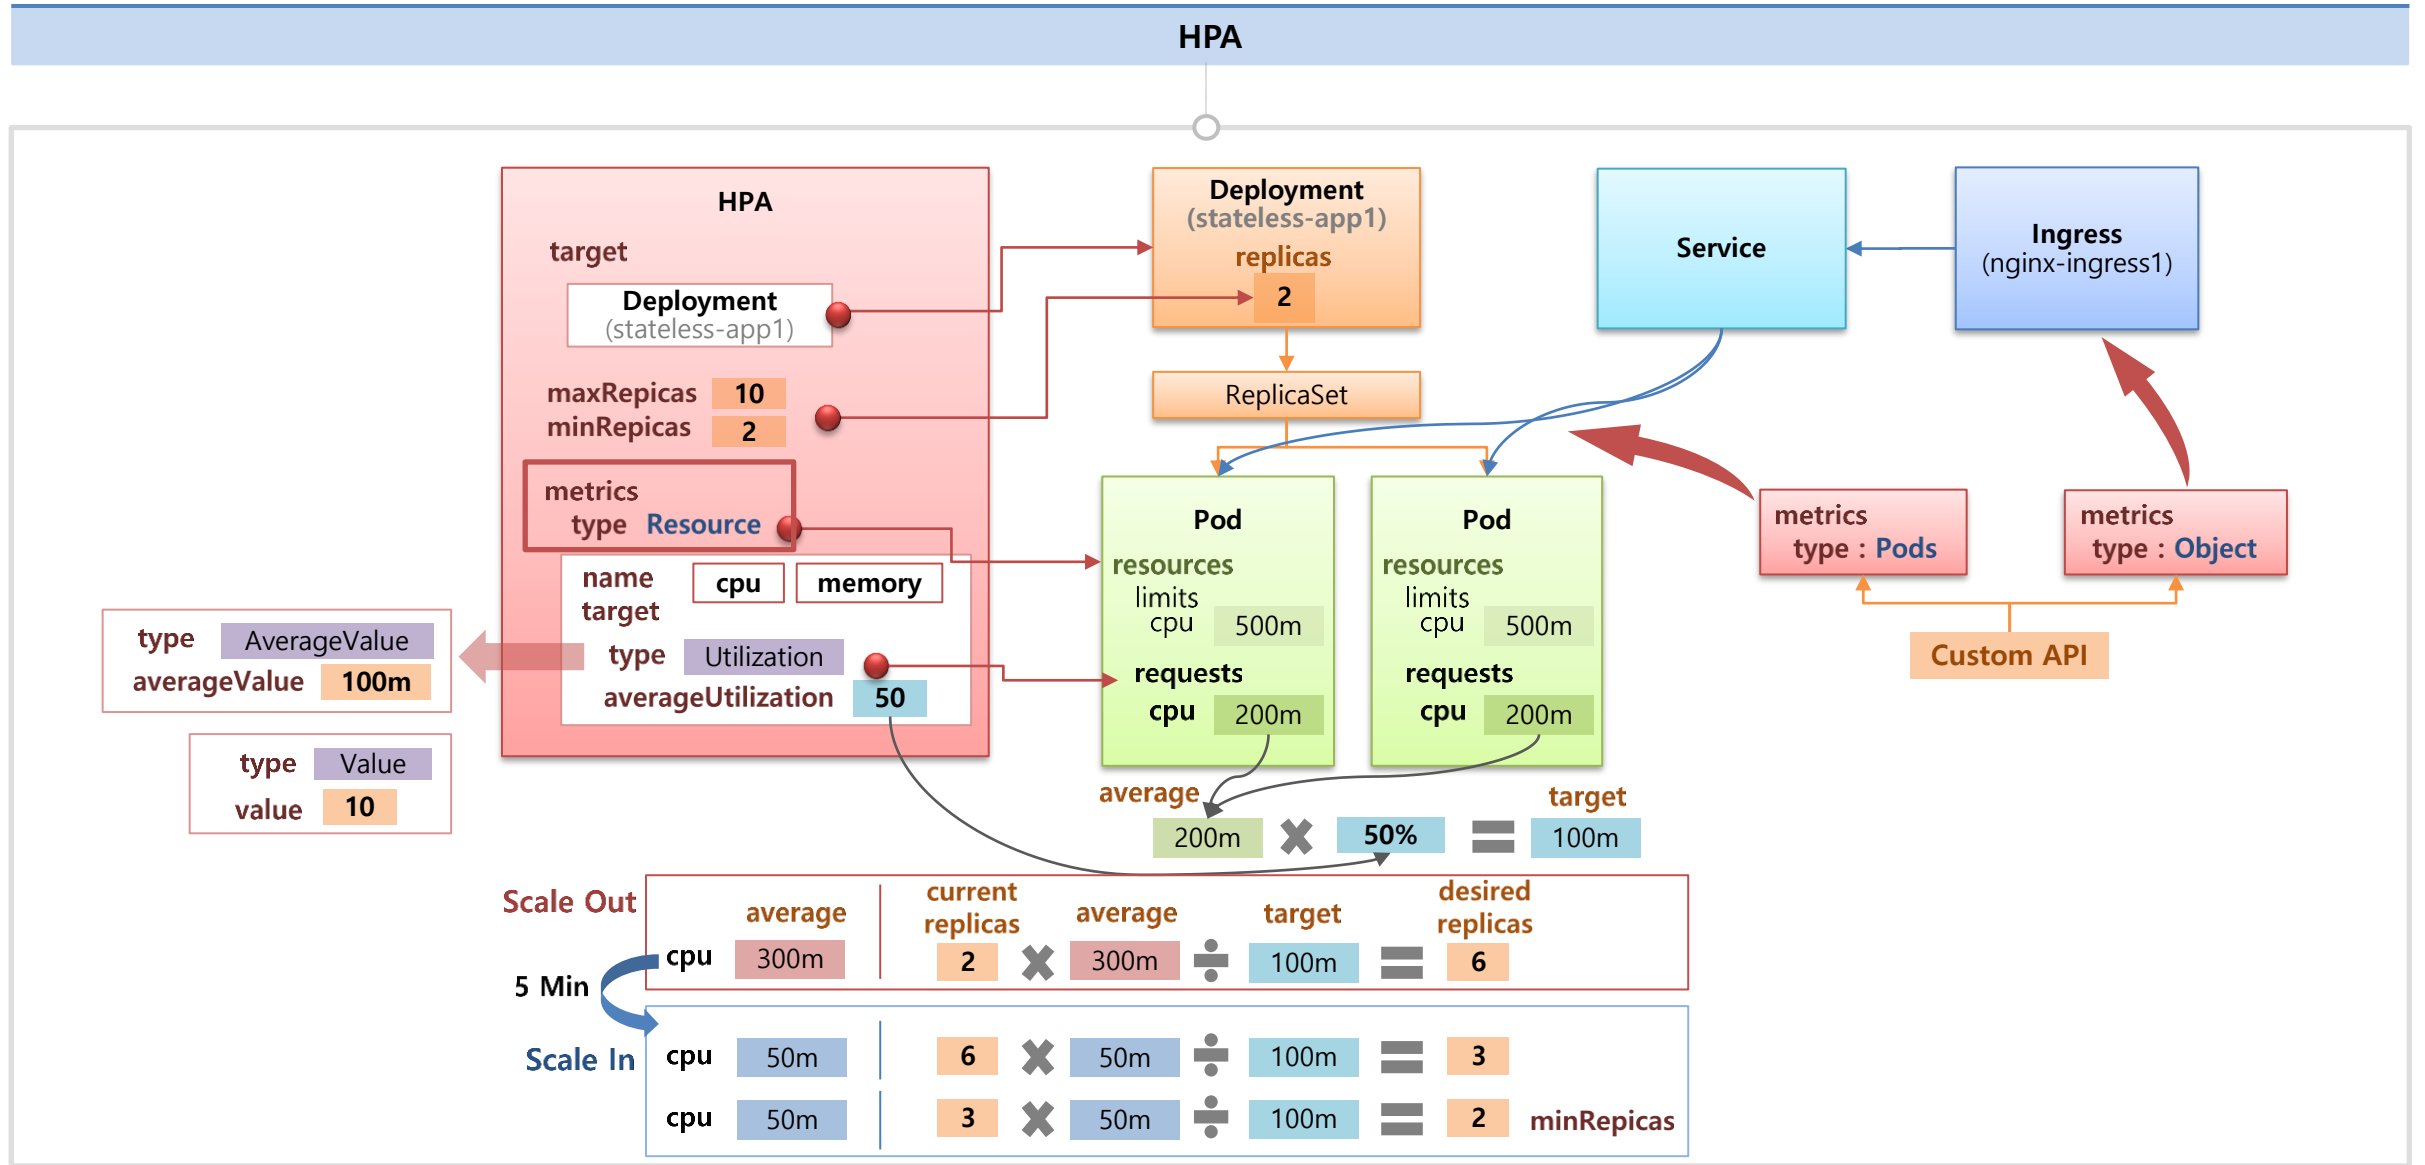 HPA
HPA
target
Deployment
(stateless-app1)
maxRepicas 10
minRepicas 2
metrics
type Resource
name cpu memory
target
type Utilization
averageUtilization 50
type AverageValue
averageValue 100m
type Value
value 10
Deployment
(stateless-app1)
replicas
2
ReplicaSet
Service
Ingress
(nginx-ingress1)
Pod
resources
limits
cpu 500m
requests
cpu 200m
Pod
resources
limits
cpu 500m
requests
cpu 200m
metrics
type : Pods
metrics
type : Object
Custom API
average
target
200m × 50% = 100m
Scale Out
average
current
replicas
average
target
desired
replicas
cpu 300m 2 × 300m ÷ 100m = 6
5 Min
Scale In
cpu 50m 6 × 50m ÷ 100m = 3
cpu 50m 3 × 50m ÷ 100m = 2 minRepicas